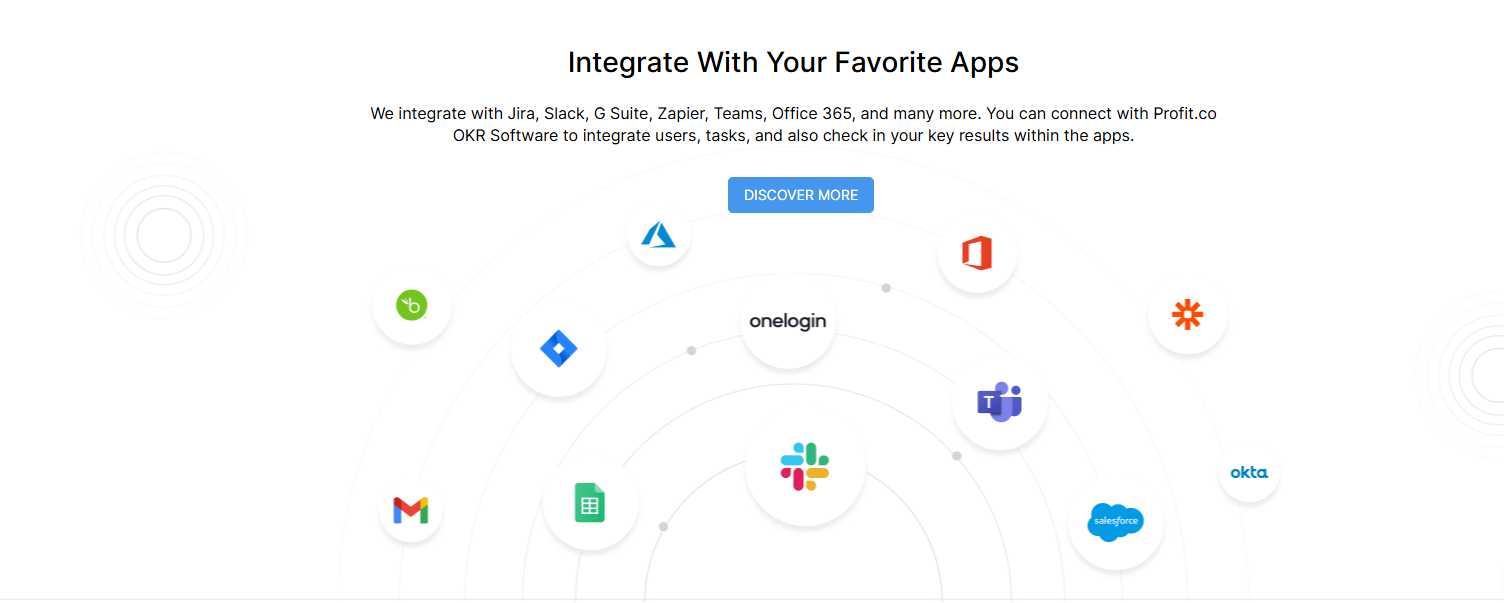 Integrate With Your Favorite Apps
We integrate with Jira, Slack, G Suite, Zapier, Teams, Office 365, and many more. You can connect with Profit.co
OKR Software to integrate users, tasks, and also check in your key results within the apps.
DISCOVER MORE
b
onelogin
T
okta
salesforce